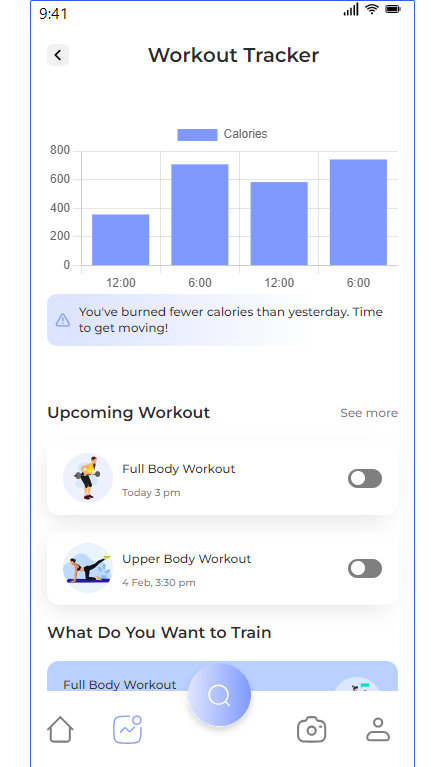 9:41
Workout Tracker
Calories
800
600
400
200
0
12:00 6:00 12:00 6:00
You've burned fewer calories than yesterday. Time
to get moving!
Upcoming Workout See more
Full Body Workout
Today 3 pm
Upper Body Workout
4 Feb, 3:30 pm
What Do You Want to Train
Full Body Workout